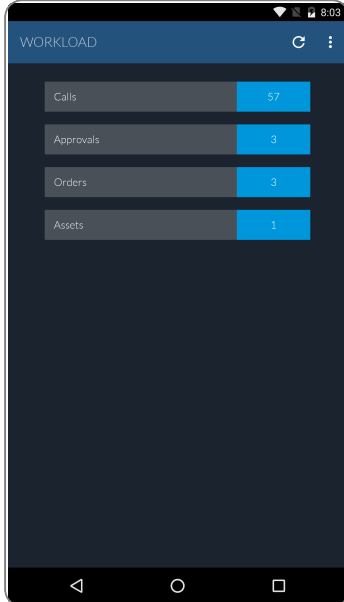 8:03
WORKLOAD
Calls 57
Approvals 3
Orders 3
Assets 1